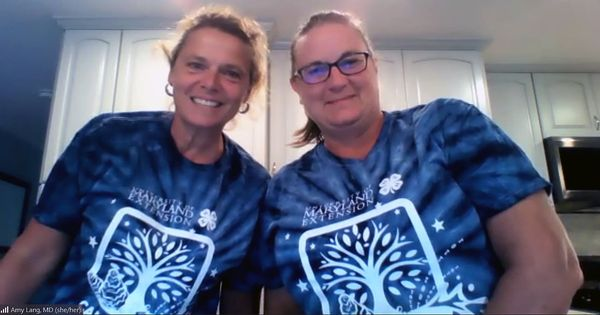 MARYLAND
EXTENSION
MARYLAND
EXTENSION
Amy Lang, MD (she/her)